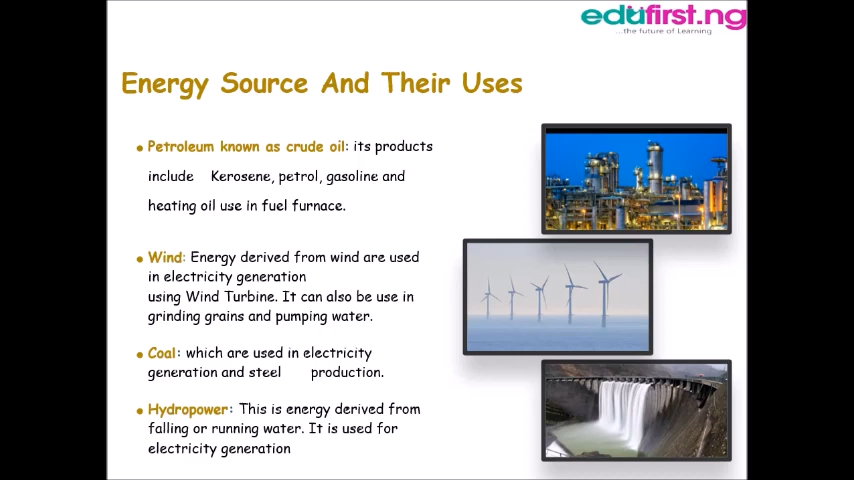 edufirst.ng
...the future of Learning
Energy Source And Their Uses
Petroleum known as crude oil: its products
include Kerosene, petrol, gasoline and
heating oil use in fuel furnace.
Wind: Energy derived from wind are used
in electricity generation
using Wind Turbine. It can also be use in
grinding grains and pumping water.
Coal: which are used in electricity
generation and steel production.
Hydropower: This is energy derived from
falling or running water. It is used for
electricity generation